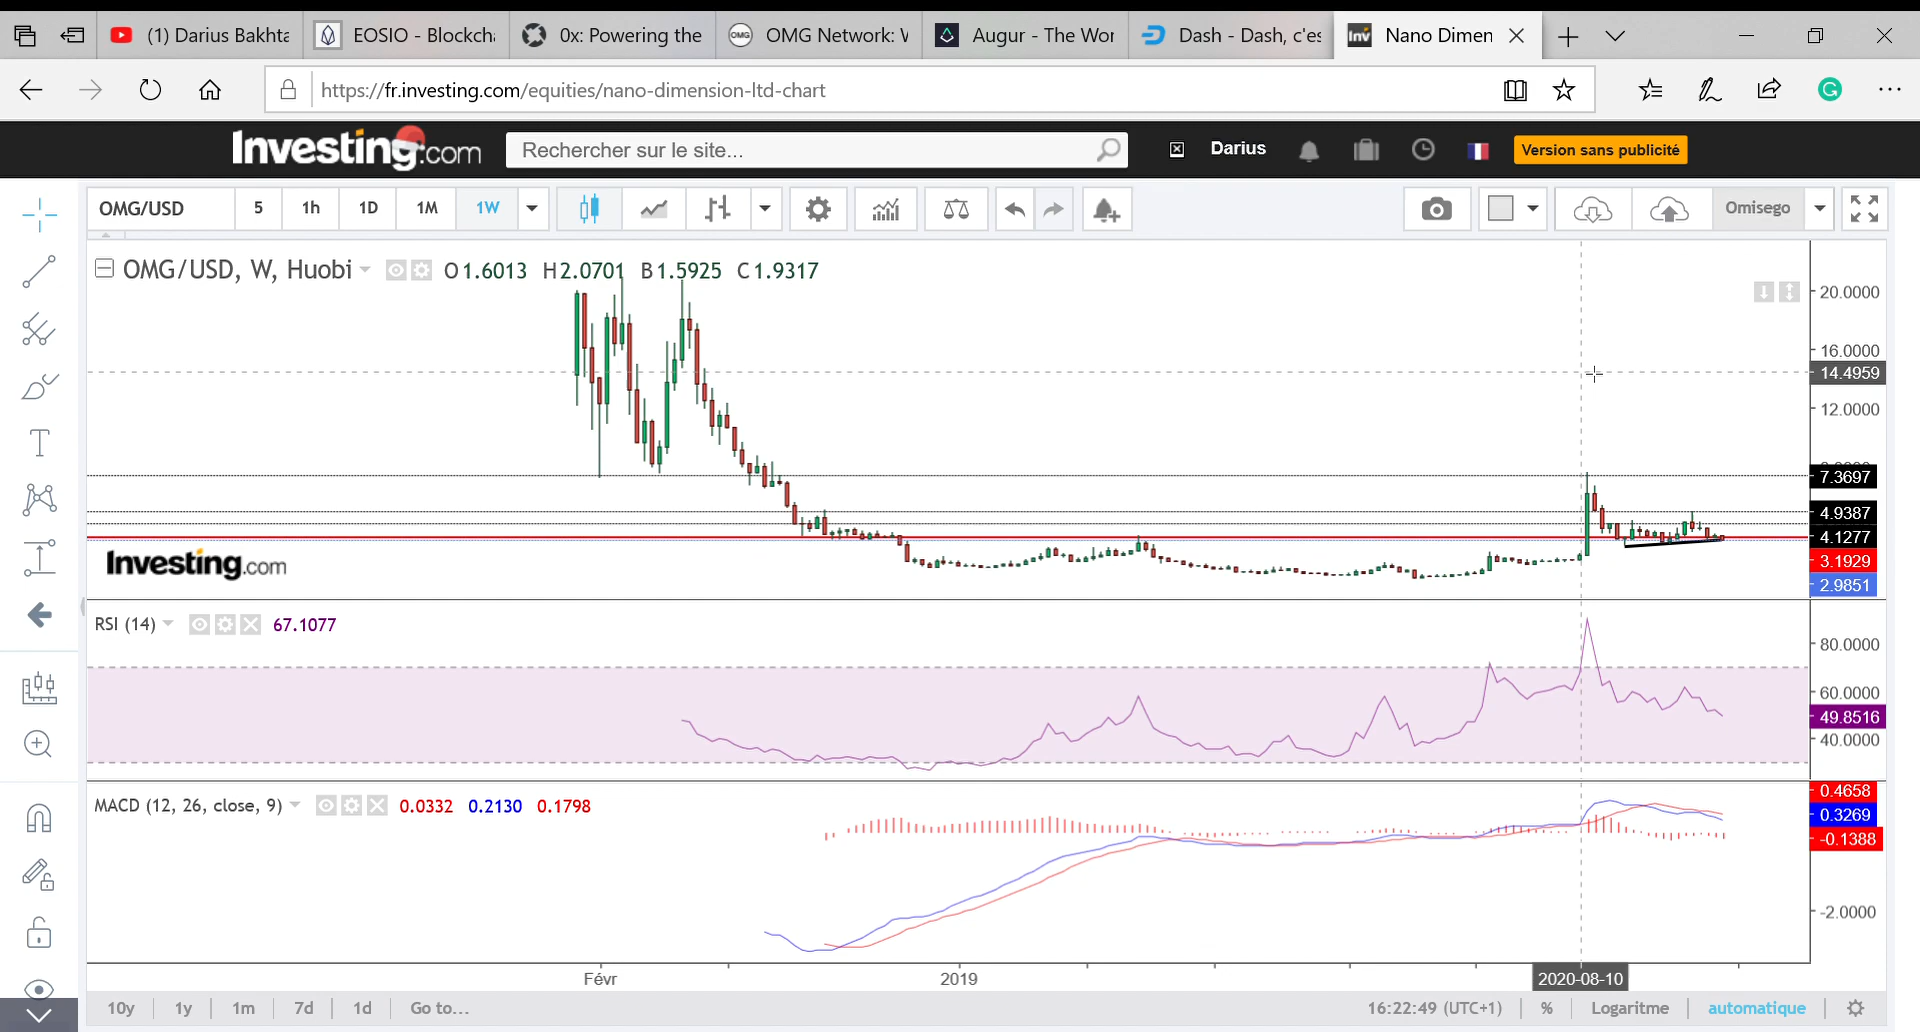 (1) Darius Bakhta
EOSIO - Blockcha
0x: Powering the
OMG Network: V
Augur - The Wor
Dash - Dash, c'es
Nano Dimen
https://fr.investing.com/equities/nano-dimension-ltd-chart
Investing.com
Rechercher sur le site...
Darius
Version sans publicité
OMG/USD 5 1h 1D 1M 1W
Omisego
OMG/USD, W, Huobi O1.6013 H2.0701 B1.5925 C1.9317
20.0000
16.0000
14.4959
12.0000
7.3697
4.9387
4.1277
3.1929
2.9851
Investing.com
RSI (14) 67.1077
80.0000
60.0000
49.8516
40.0000
MACD (12, 26, close, 9) 0.0332 0.2130 0.1798
0.4658
0.3269
-0.1388
-2.0000
Févr 2019 2020-08-10
10y 1y 1m 7d 1d Go to... 16:22:49 (UTC+1) % Logaritme automatique